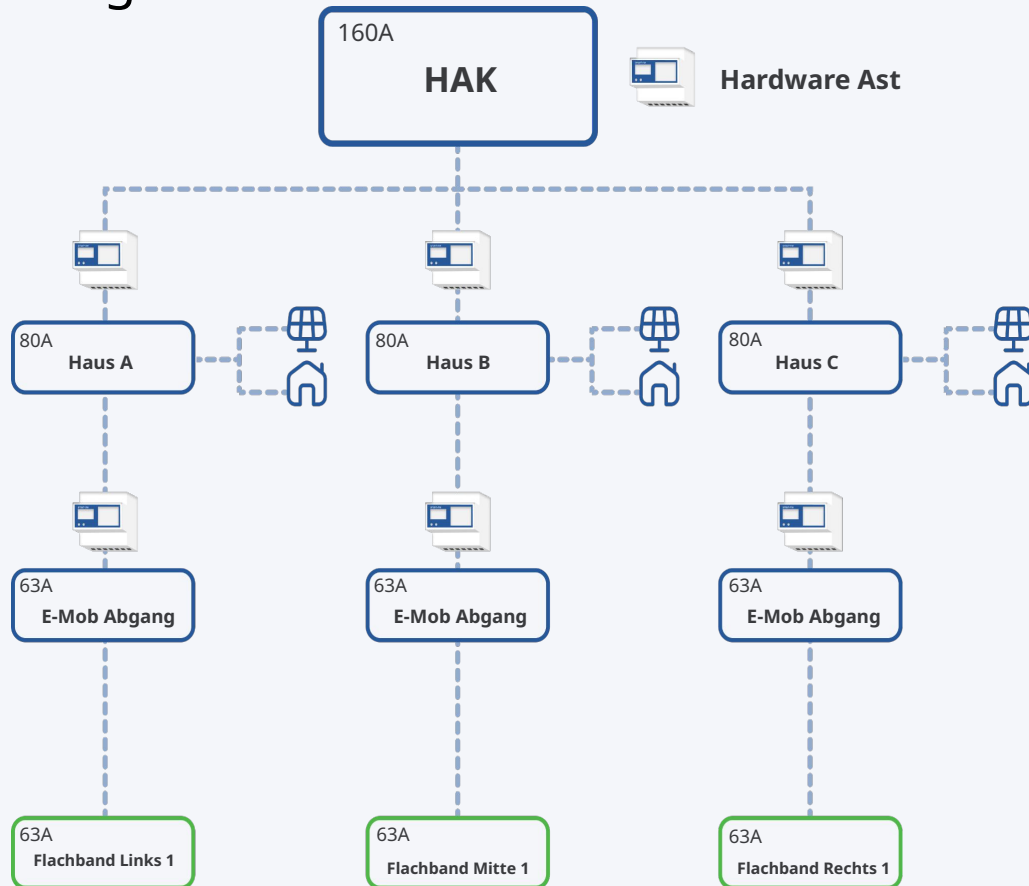 160A
HAK
Hardware Ast
80A
Haus A
80A
Haus B
80A
Haus C
63A
E-Mob Abgang
63A
E-Mob Abgang
63A
E-Mob Abgang
63A
Flachband Links 1
63A
Flachband Mitte 1
63A
Flachband Rechts 1